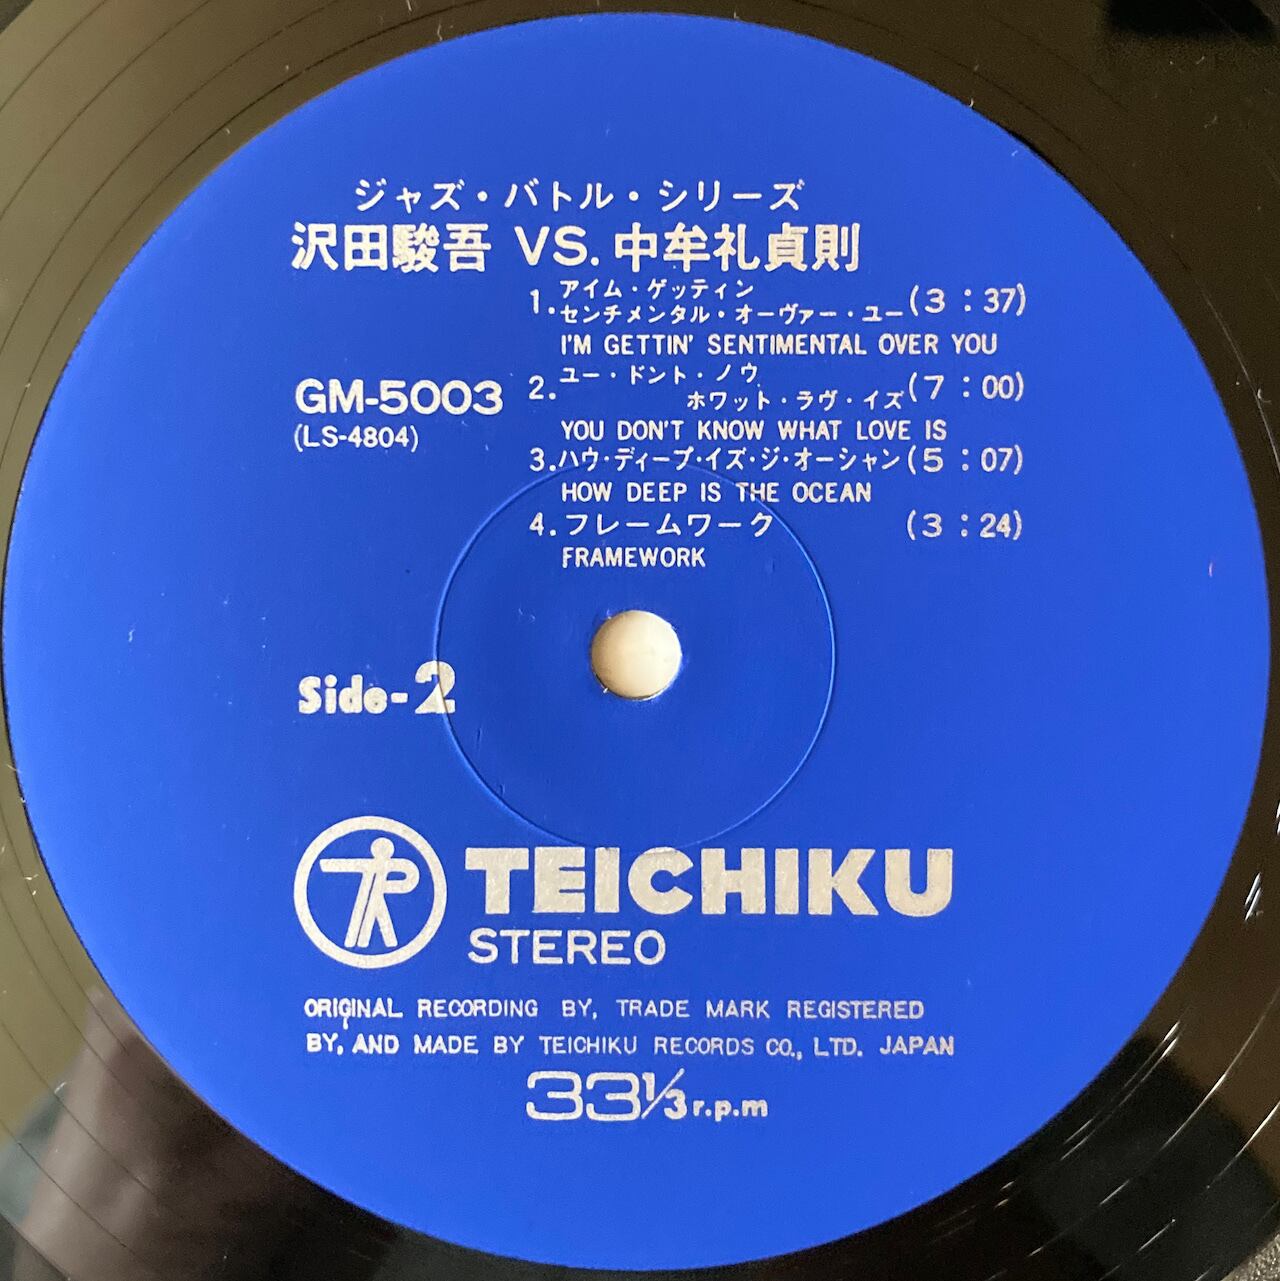 ジャズ・バトル・シリーズ
沢田駿吾 VS. 中牟礼貞則
1. アイム・ゲッティン
センチメンタル・オーヴァー・ユー (3:37)
I'M GETTIN' SENTIMENTAL OVER YOU
GM-5003
(LS-4804)
2. ユー・ドント・ノウ
ホワット・ラヴ・イズ (7:00)
YOU DON'T KNOW WHAT LOVE IS
3. ハウ・ディープ・イズ・ジ・オーシャン (5:07)
HOW DEEP IS THE OCEAN
4. フレームワーク (3:24)
FRAMEWORK
Side-2
TEICHIKU
STEREO
ORIGINAL RECORDING BY, TRADE MARK REGISTERED
BY, AND MADE BY TEICHIKU RECORDS CO., LTD. JAPAN
33⅓ r.p.m